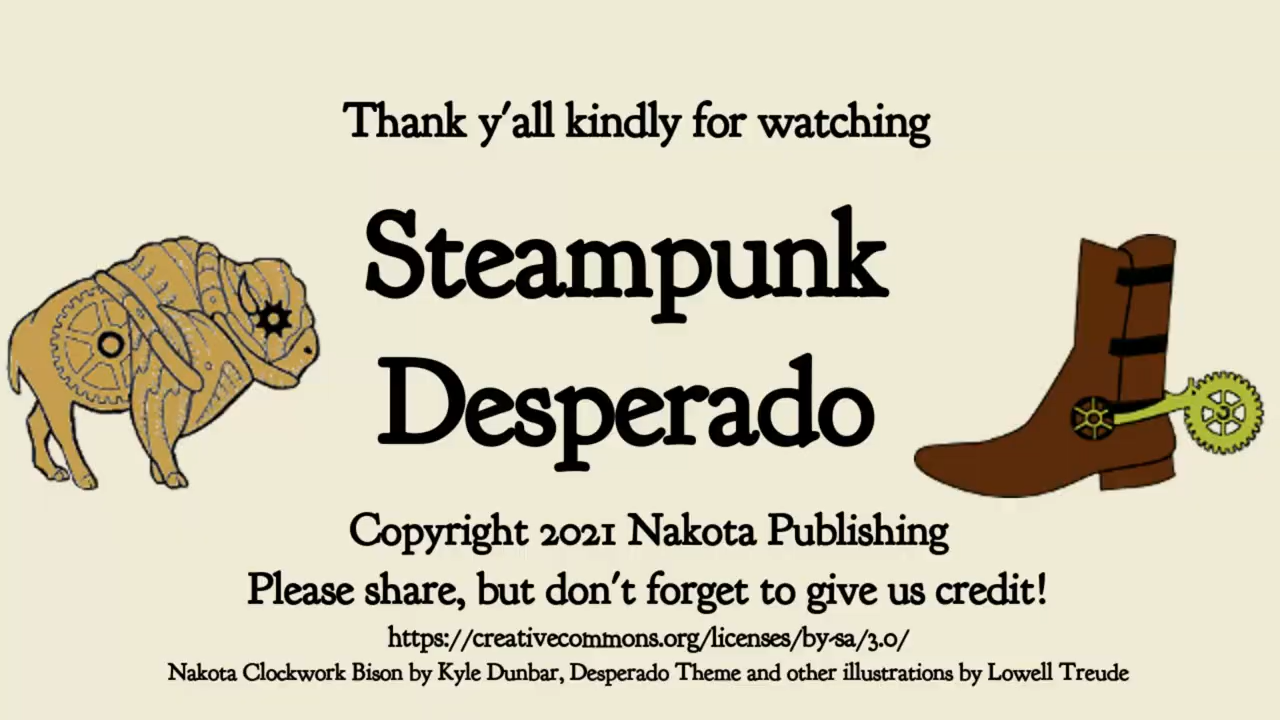 Thank y'all kindly for watching
Steampunk
Desperado
Copyright 2021 Nakota Publishing
Please share, but don't forget to give us credit!
https://creativecommons.org/licenses/by-sa/3.0/
Nakota Clockwork Bison by Kyle Dunbar, Desperado Theme and other illustrations by Lowell Treude